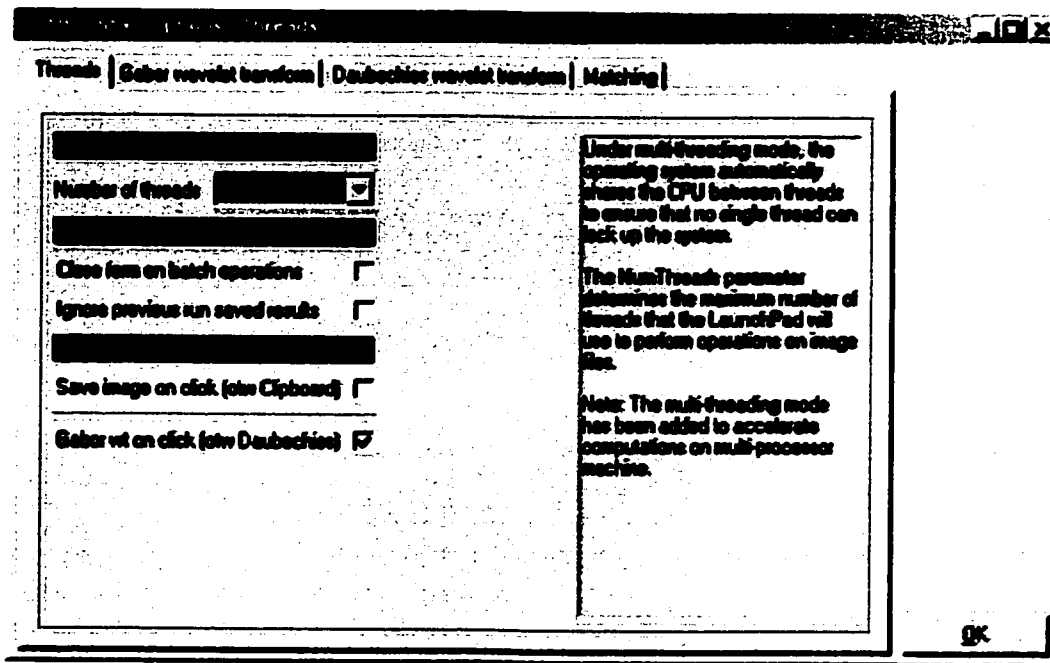 Threads
Threads Gabor wavelet transform Daubechies wavelet transform Matching
Number of threads
Close form on batch operations
Ignore previous run saved results
Save image on click (otw Clipboard)
Gabor wt on click (otw Daubechies)
Under multi-threading mode, the
operating system automatically
shares the CPU between threads
to ensure that no single thread can
lock up the system.
The NumThreads parameter
determines the maximum number of
threads that the LaunchPad will
use to perform operations on image
files.
Note: The multi-threading mode
has been added to accelerate
computations on multi-processor
machine.
OK